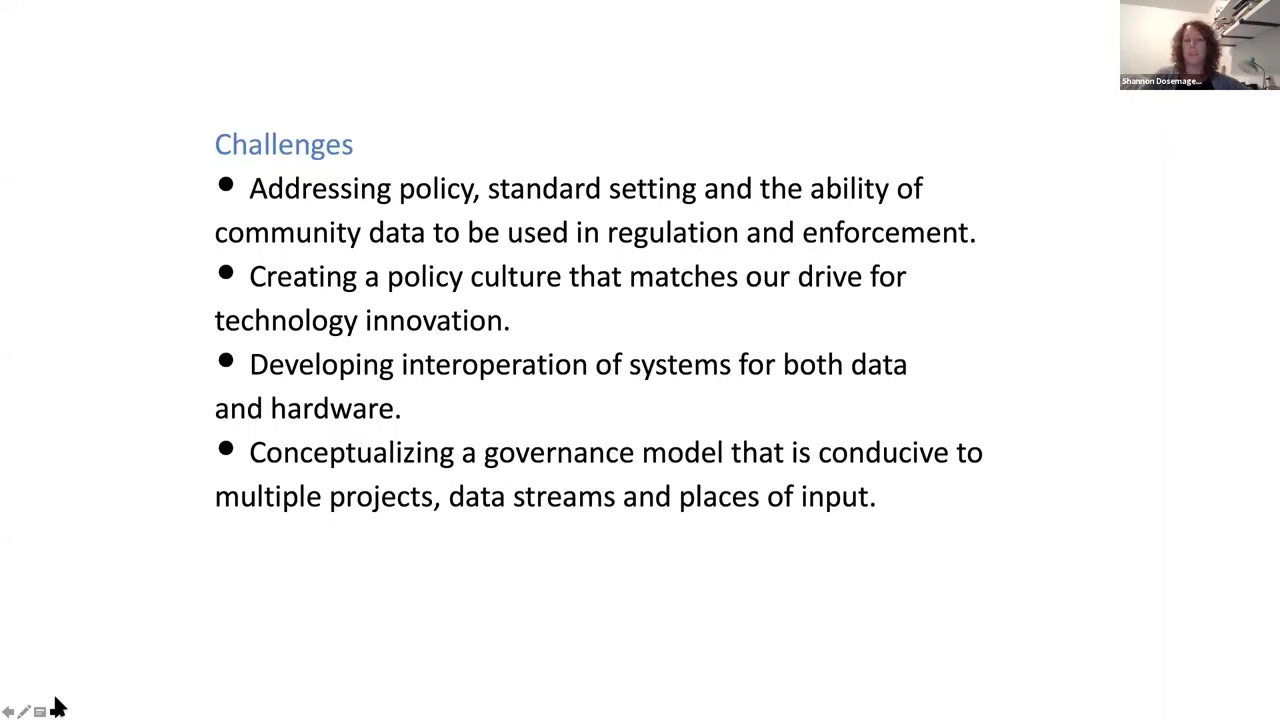 Shannon Dosemage...
Challenges
• Addressing policy, standard setting and the ability of
community data to be used in regulation and enforcement.
• Creating a policy culture that matches our drive for
technology innovation.
• Developing interoperation of systems for both data
and hardware.
• Conceptualizing a governance model that is conducive to
multiple projects, data streams and places of input.